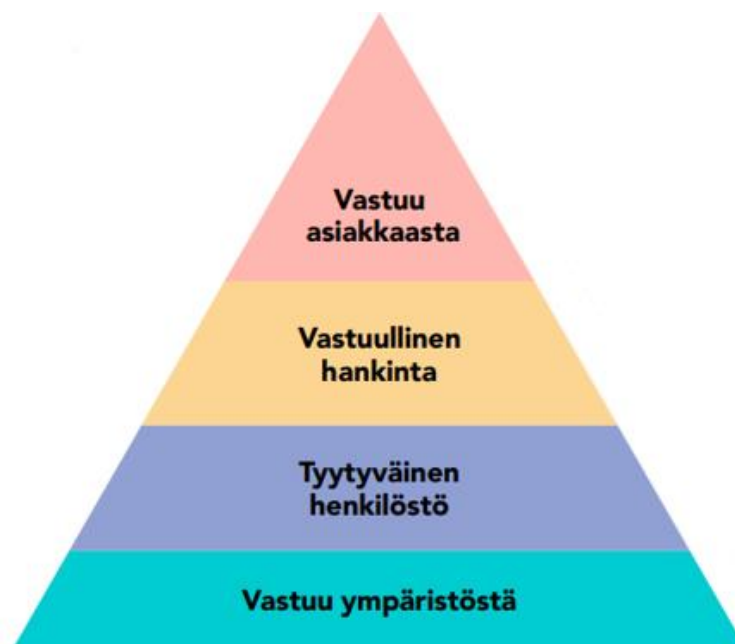 Vastuu
asiakkaasta
Vastuullinen
hankinta
Tyytyväinen
henkilöstö
Vastuu ympäristöstä